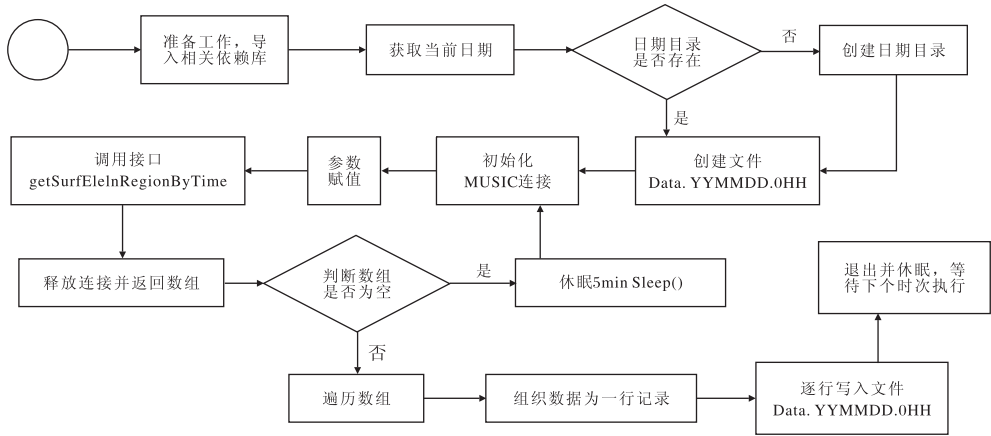 准备工作，导
入相关依赖库
获取当前日期
日期目录
是否存在
否
创建日期目录
是
调用接口
getSurfEleInRegionByTime
参数
赋值
初始化
MUSIC连接
创建文件
Data. YYMMDD.0HH
释放连接并返回数组
判断数组
是否为空
是
休眠5min Sleep()
退出并休眠，等
待下个时次执行
否
遍历数组
组织数据为一行记录
逐行写入文件
Data. YYMMDD.0HH